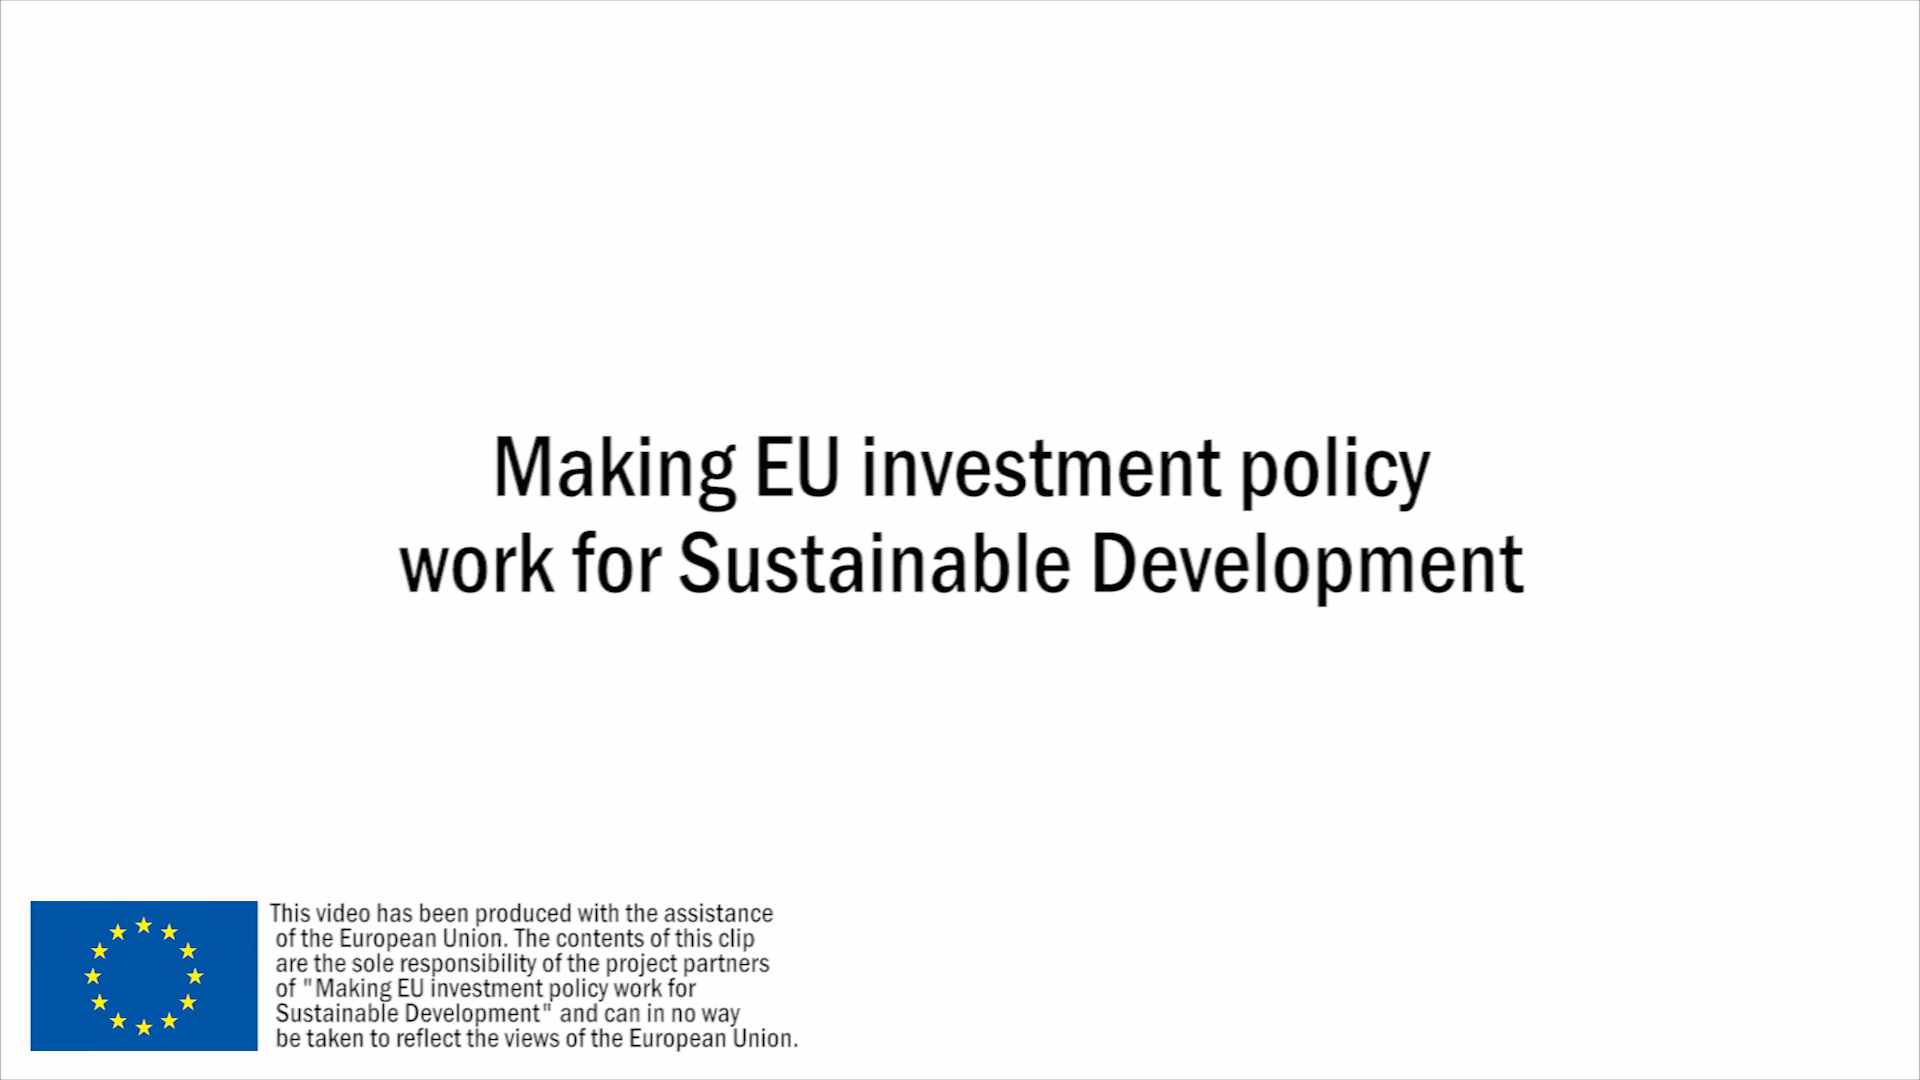 Making EU investment policy
work for Sustainable Development
This video has been produced with the assistance
of the European Union. The contents of this clip
are the sole responsibility of the project partners
of "Making EU investment policy work for
Sustainable Development" and can in no way
be taken to reflect the views of the European Union.